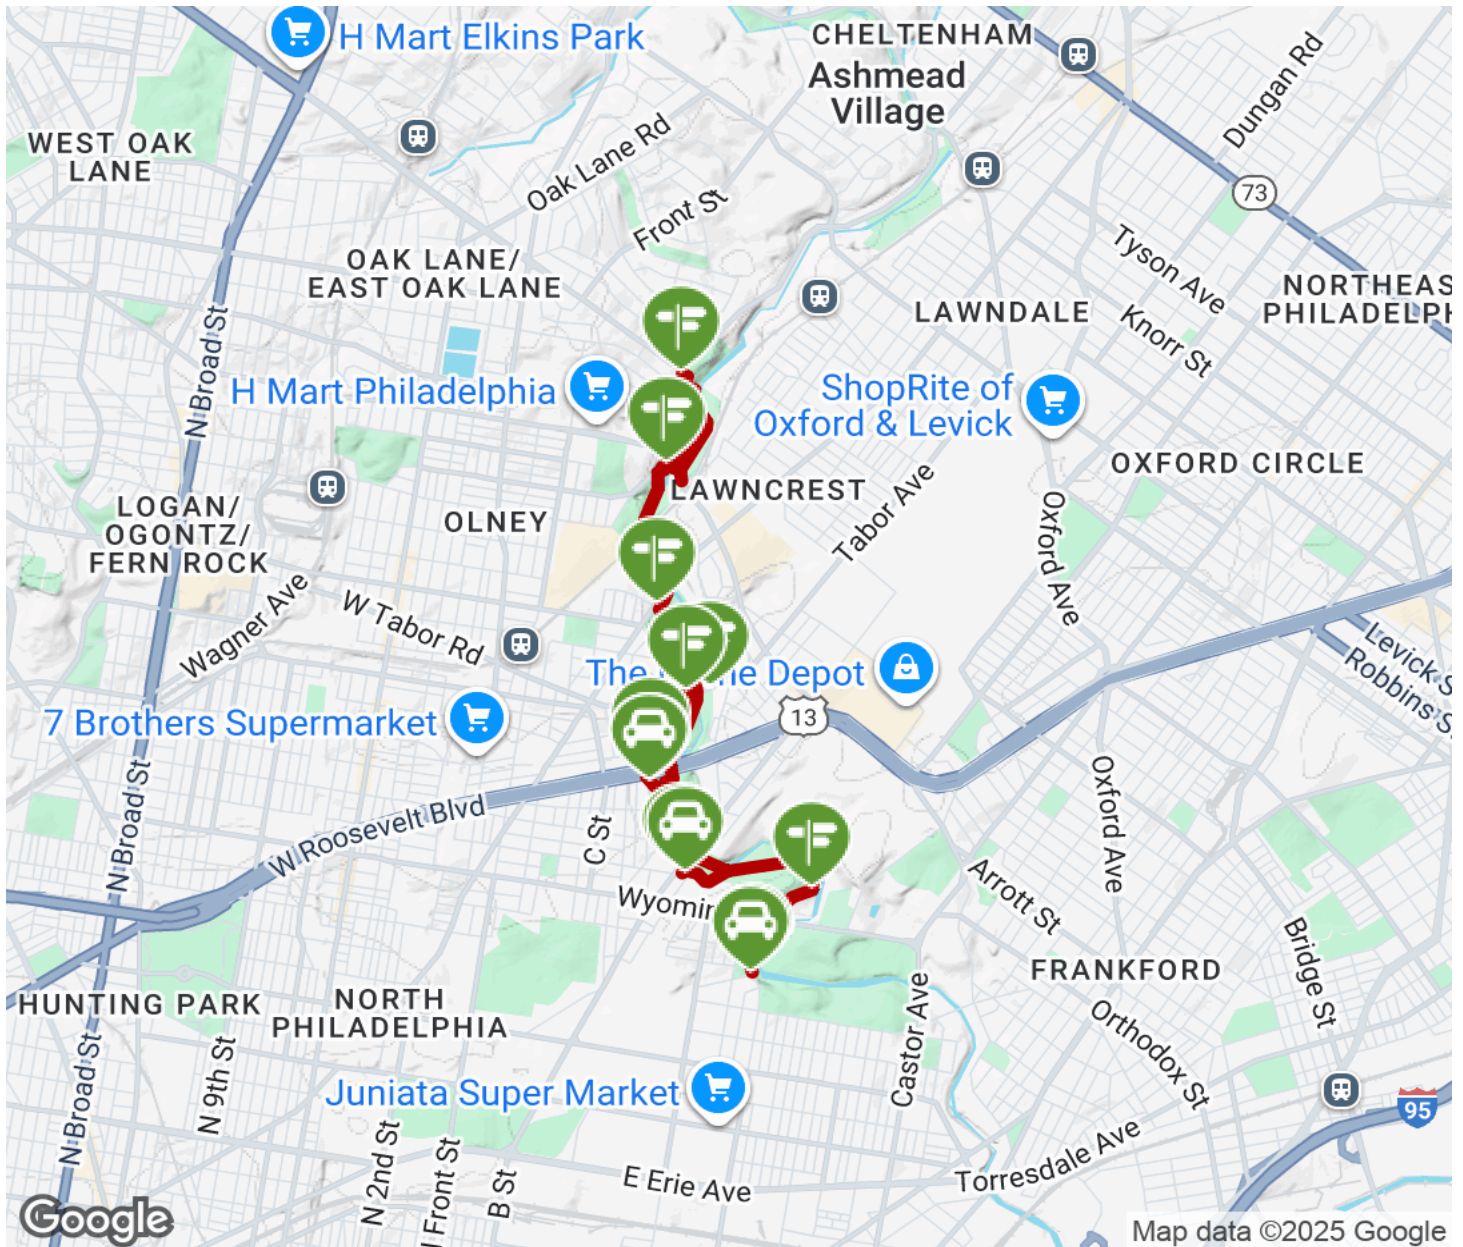 H Mart Elkins Park
CHELTENHAM
Ashmead
Village
Dungan Rd
WEST OAK
LANE
Oak Lane Rd
73
Front St
Tyson Ave
OAK LANE/
EAST OAK LANE
NORTHEAS
PHILADELPH
LAWNDALE
Knorr St
N Broad St
H Mart Philadelphia
ShopRite of
Oxford & Levick
OXFORD CIRCLE
LAWNCREST
Tabor Ave
LOGAN/
OGONTZ/
FERN ROCK
OLNEY
Oxford Ave
Wagner Ave
W Tabor Rd
Levick S
Robbins S
The me Depot
7 Brothers Supermarket
13
N Broad St
W Roosevelt Blvd
C St
Oxford Ave
Wyomin
Arrott St
Bridge St
FRANKFORD
HUNTING PARK
NORTH
PHILADELPHIA
Castor Ave
Orthodox St
N Broad St
N 9th St
Juniata Super Market
95
N 2nd St
Front St
B St
E Erie Ave
Torresdale Ave
Google
Map data ©2025 Google